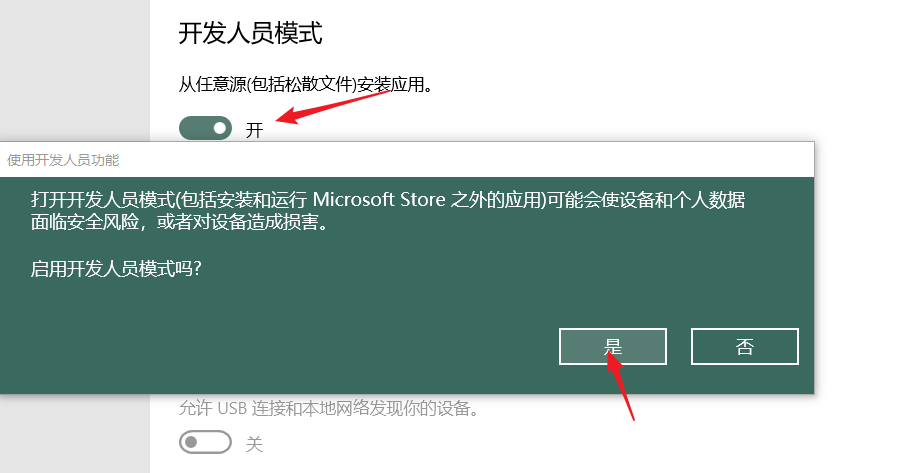 开发人员模式
从任意源(包括松散文件)安装应用。
开
使用开发人员功能
打开开发人员模式(包括安装和运行 Microsoft Store 之外的应用)可能会使设备和个人数据
面临安全风险，或者对设备造成损害。
启用开发人员模式吗?
是
否
允许 USB 连接和本地网络发现你的设备。
关